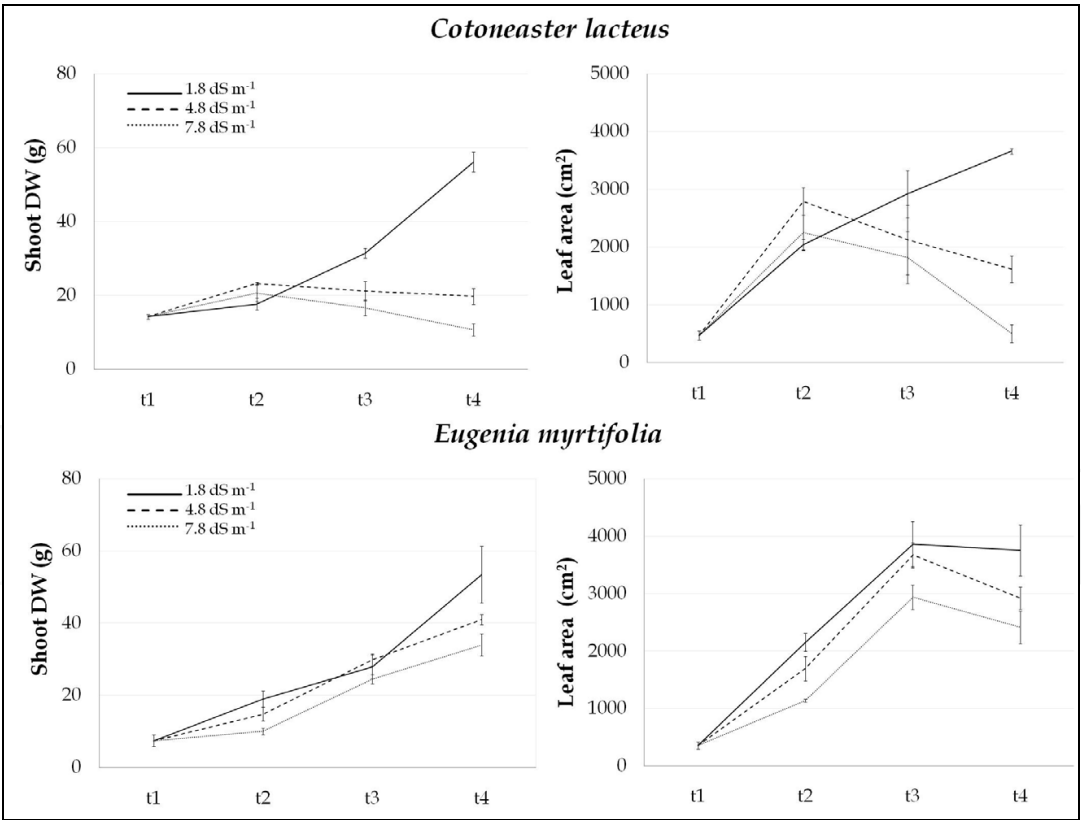 Cotoneaster lacteus
Shoot DW (g)
80
60
40
20
0
1.8 dS m⁻¹
4.8 dS m⁻¹
7.8 dS m⁻¹
t1 t2 t3 t4
Leaf area (cm²)
5000
4000
3000
2000
1000
0
t1 t2 t3 t4
Eugenia myrtifolia
Shoot DW (g)
80
60
40
20
0
1.8 dS m⁻¹
4.8 dS m⁻¹
7.8 dS m⁻¹
t1 t2 t3 t4
Leaf area (cm²)
5000
4000
3000
2000
1000
0
t1 t2 t3 t4